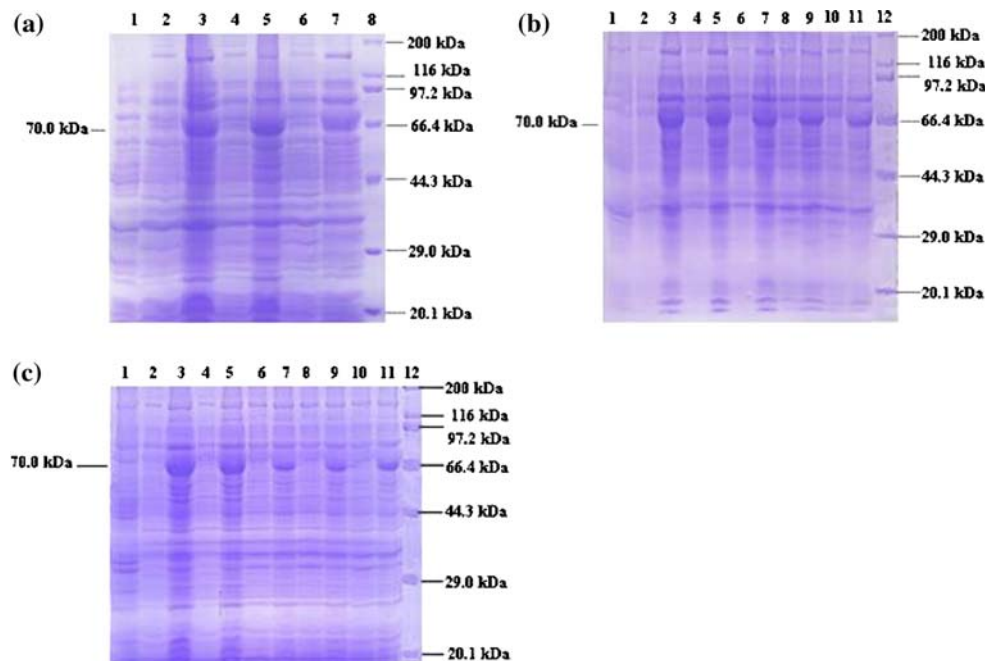 (a)
1 2 3 4 5 6 7 8
200 kDa
116 kDa
97.2 kDa
70.0 kDa
66.4 kDa
44.3 kDa
29.0 kDa
20.1 kDa
(b)
1 2 3 4 5 6 7 8 9 10 11 12
200 kDa
116 kDa
97.2 kDa
70.0 kDa
66.4 kDa
44.3 kDa
29.0 kDa
20.1 kDa
(c)
1 2 3 4 5 6 7 8 9 10 11 12
200 kDa
116 kDa
97.2 kDa
70.0 kDa
66.4 kDa
44.3 kDa
29.0 kDa
20.1 kDa